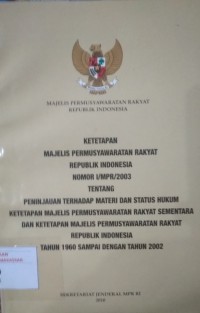 MAJELIS PERMUSYAWARATAN RAKYAT
REPUBLIK INDONESIA
KETETAPAN
MAJELIS PERMUSYAWARATAN RAKYAT
REPUBLIK INDONESIA
NOMOR I/MPR/2003
TENTANG
PENINJAUAN TERHADAP MATERI DAN STATUS HUKUM
KETETAPAN MAJELIS PERMUSYAWARATAN RAKYAT SEMENTARA
DAN KETETAPAN MAJELIS PERMUSYAWARATAN RAKYAT
REPUBLIK INDONESIA
TAHUN 1960 SAMPAI DENGAN TAHUN 2002
SEKRETARIAT JENDERAL MPR RI